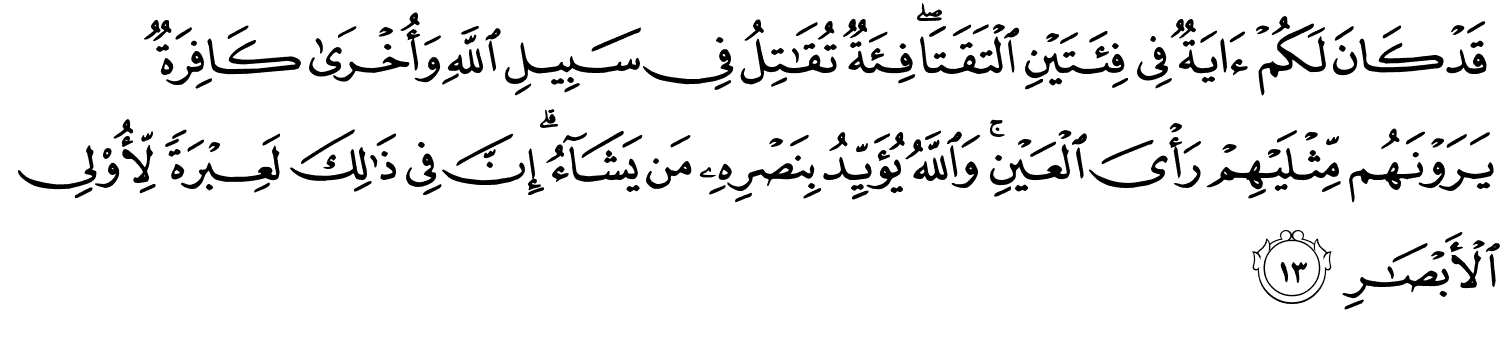 قَدۡ كَانَ لَكُمۡ ءَايَةٞ فِي فِئَتَيۡنِ ٱلۡتَقَتَاۖ فِئَةٞ تُقَٰتِلُ فِي سَبِيلِ ٱللَّهِ وَأُخۡرَىٰ كَافِرَةٞ
يَرَوۡنَهُم مِّثۡلَيۡهِمۡ رَأۡيَ ٱلۡعَيۡنِۚ وَٱللَّهُ يُؤَيِّدُ بِنَصۡرِهِۦ مَن يَشَآءُۗ إِنَّ فِي ذَٰلِكَ لَعِبۡرَةٗ لِّأُوْلِي
ٱلۡأَبۡصَٰرِ ١٣